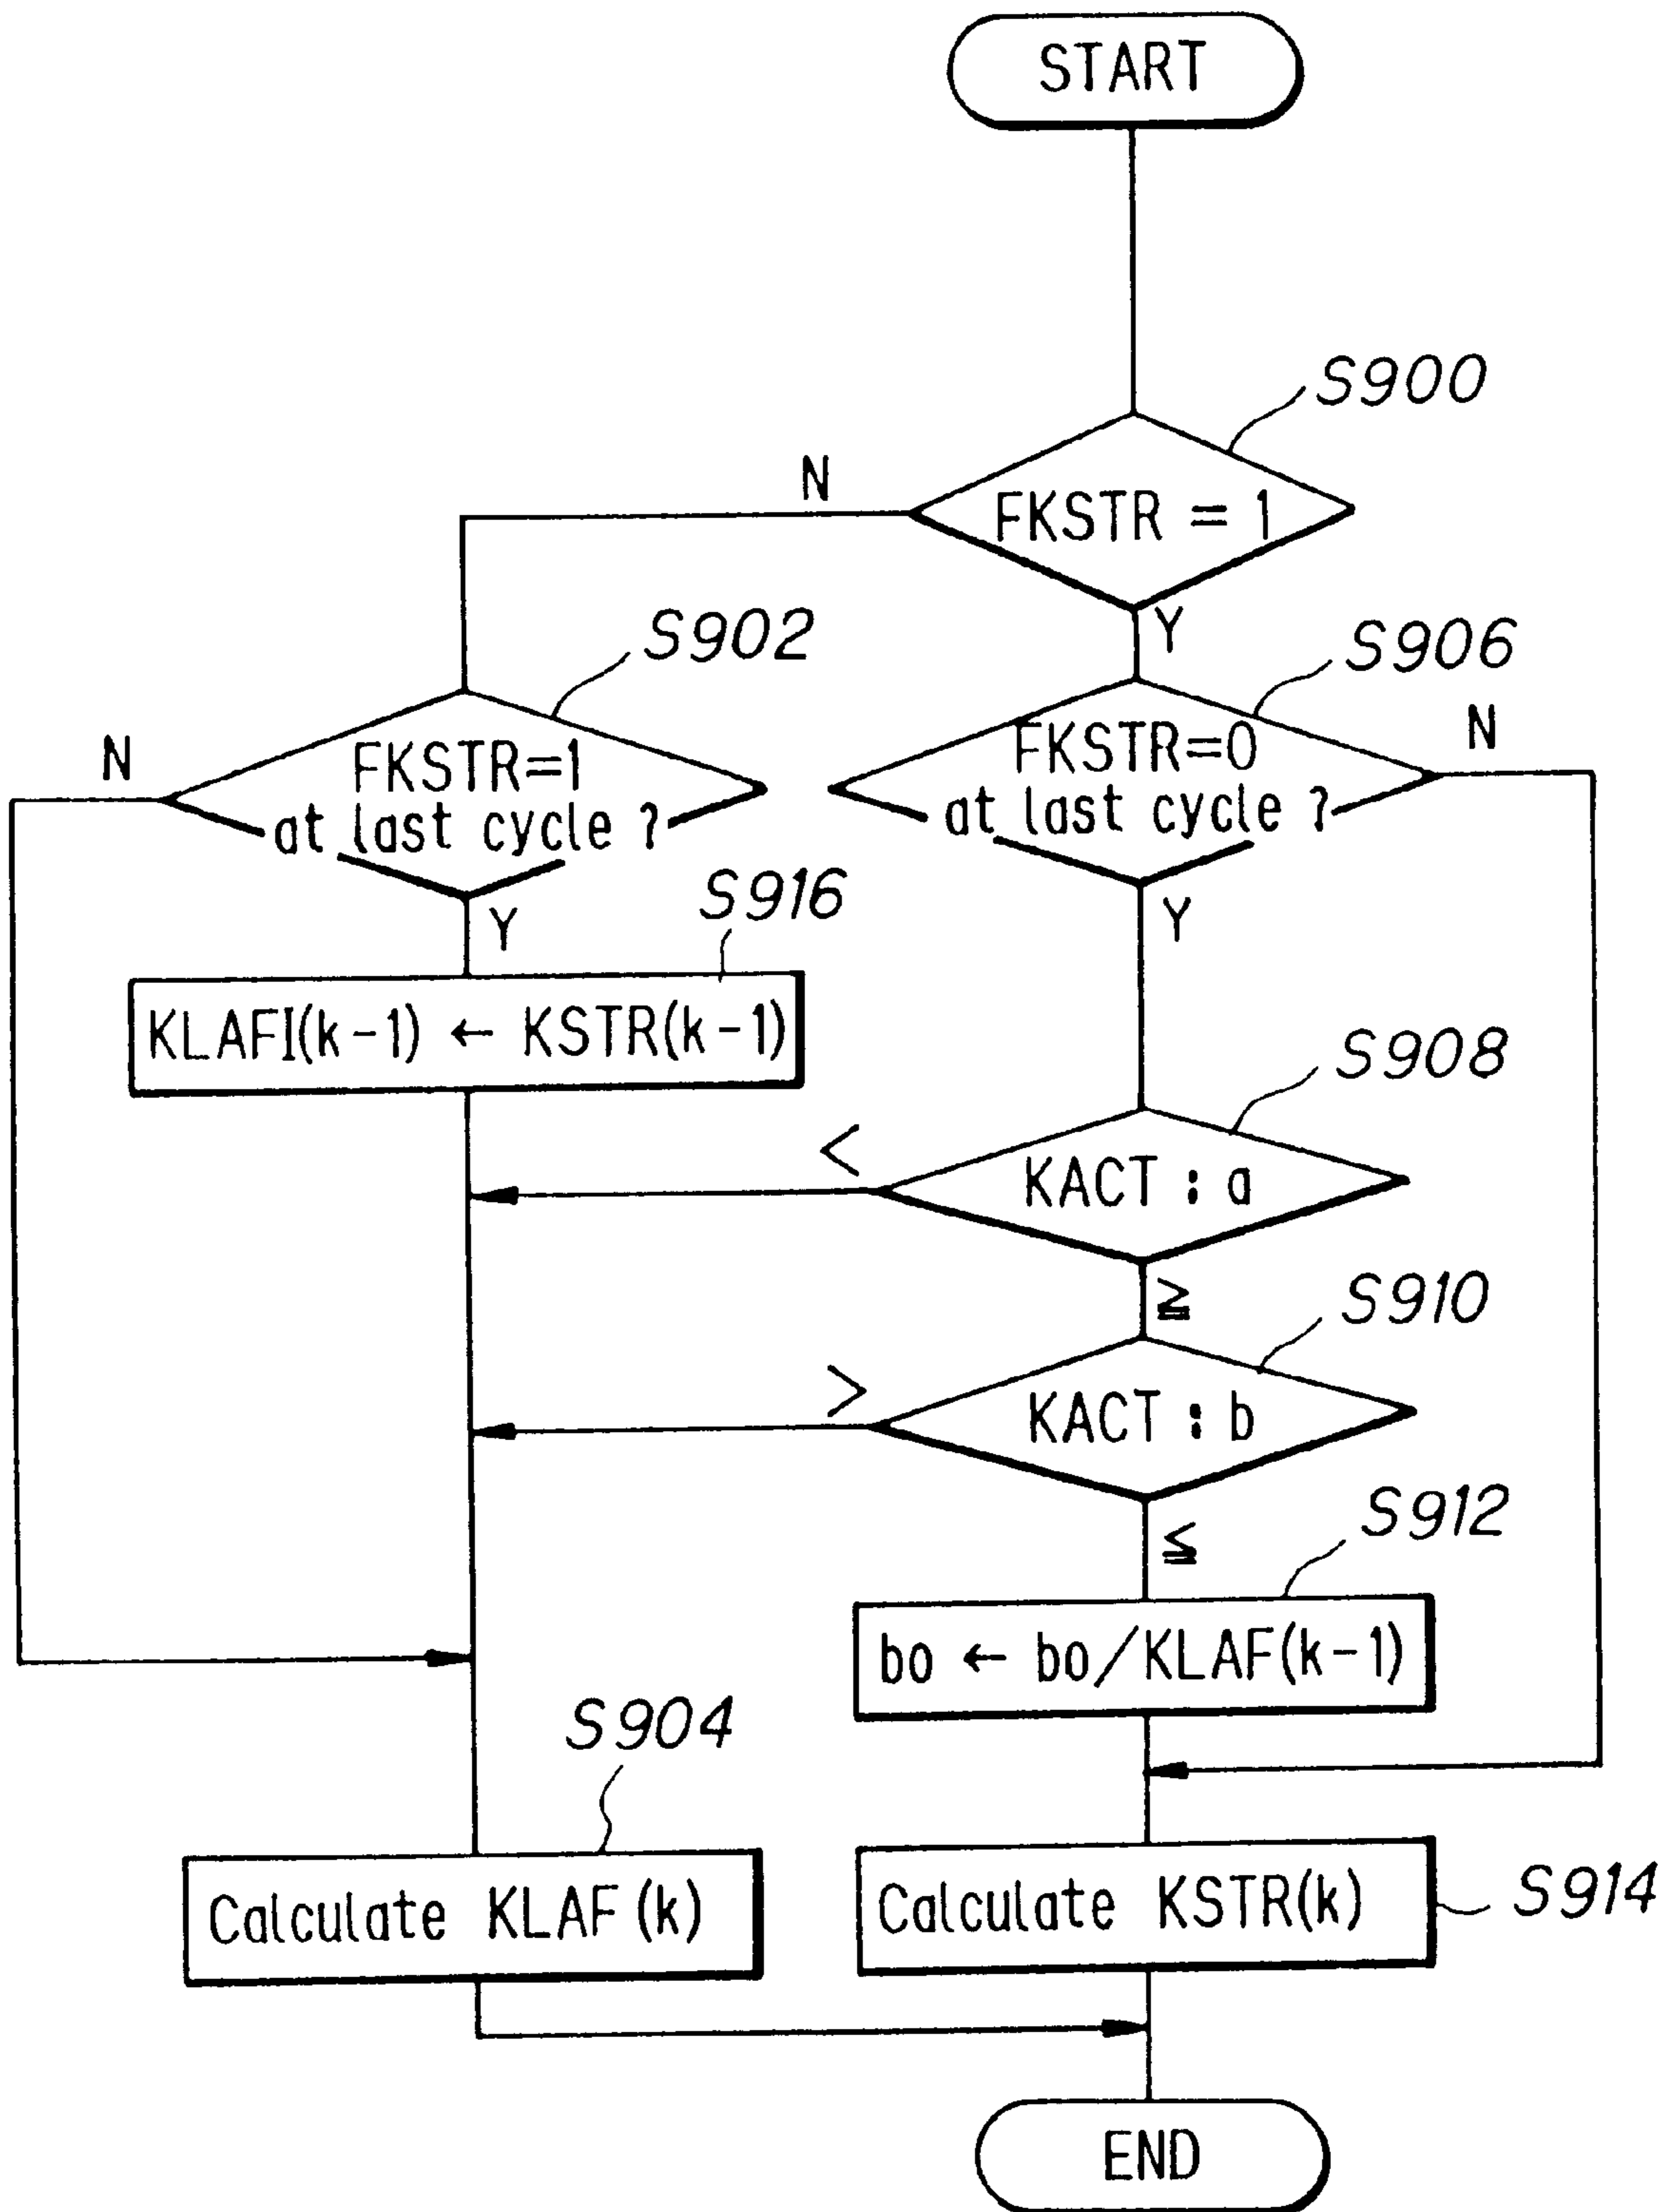 START
S900
N
FKSTR = 1
Y
S902
S906
N
FKSTR=1
at last cycle ?
FKSTR=0
at last cycle ?
N
Y
S916
Y
KLAFI(k-1) ← KSTR(k-1)
S908
<
KACT : a
≧
S910
>
KACT : b
≦
S912
bo ← bo/KLAF(k-1)
S904
Calculate KLAF(k)
Calculate KSTR(k)
S914
END